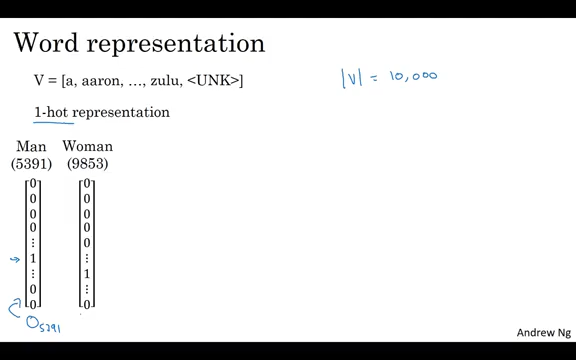 Word representation
V = [a, aaron, …, zulu, <UNK>]
|V| = 10,000
1-hot representation
Man Woman
(5391) (9853)
0 0
0 0
0 0
0 0
⋮ 0
1 ⋮
⋮ 1
0 ⋮
0 0
O5391
Andrew Ng